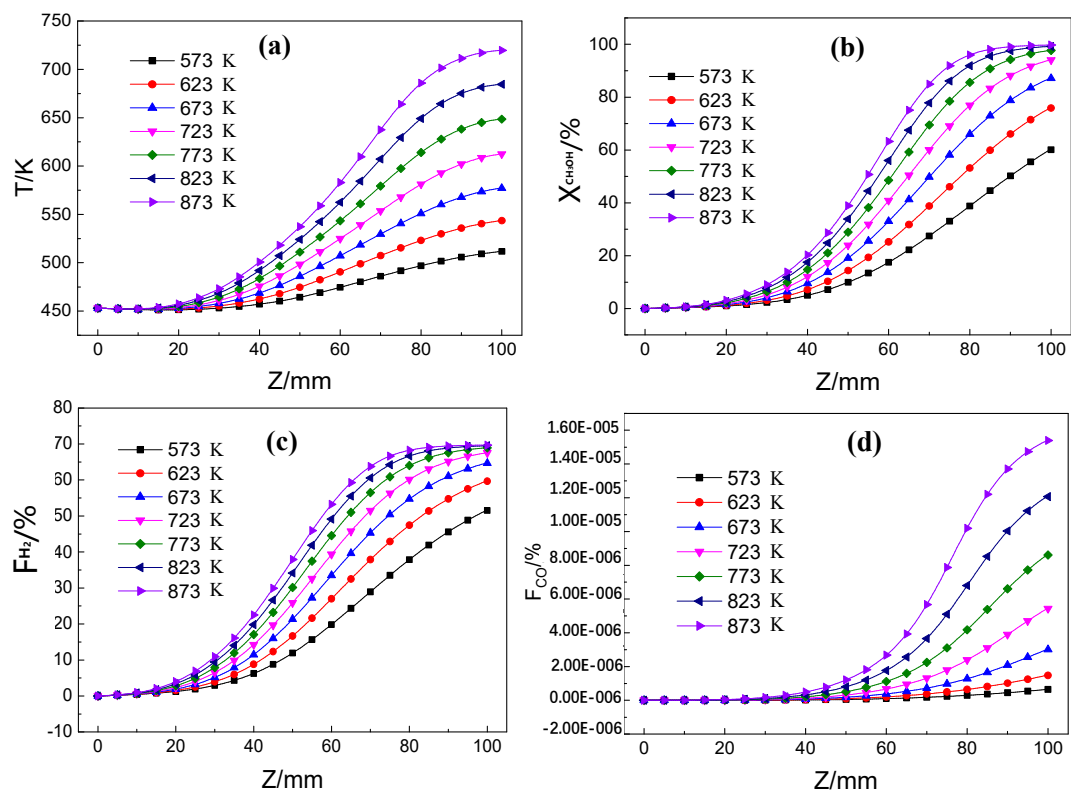 (a)
750
700
650
600
550
500
450
T/K
573 K
623 K
673 K
723 K
773 K
823 K
873 K
0 20 40 60 80 100
Z/mm
(b)
100
80
60
40
20
0
X CH3OH/%
573 K
623 K
673 K
723 K
773 K
823 K
873 K
0 20 40 60 80 100
Z/mm
(c)
80
70
60
50
40
30
20
10
0
-10
FH2/%
573 K
623 K
673 K
723 K
773 K
823 K
873 K
0 20 40 60 80 100
Z/mm
(d)
1.60E-005
1.40E-005
1.20E-005
1.00E-005
8.00E-006
6.00E-006
4.00E-006
2.00E-006
0.00E-006
-2.00E-006
FCO/%
573 K
623 K
673 K
723 K
773 K
823 K
873 K
0 20 40 60 80 100
Z/mm